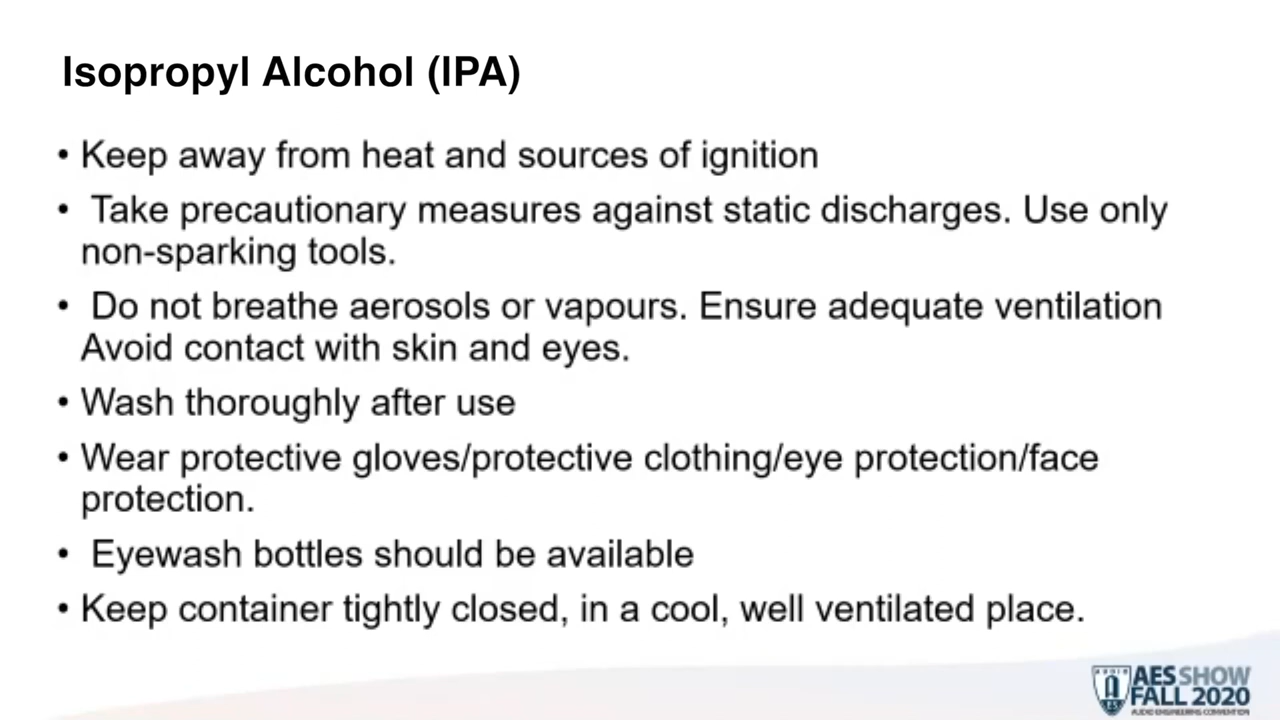 Isopropyl Alcohol (IPA)
• Keep away from heat and sources of ignition
• Take precautionary measures against static discharges. Use only
non-sparking tools.
• Do not breathe aerosols or vapours. Ensure adequate ventilation
Avoid contact with skin and eyes.
• Wash thoroughly after use
• Wear protective gloves/protective clothing/eye protection/face
protection.
• Eyewash bottles should be available
• Keep container tightly closed, in a cool, well ventilated place.
AES SHOW
FALL 2020
AUDIO ENGINEERING CONVENTION